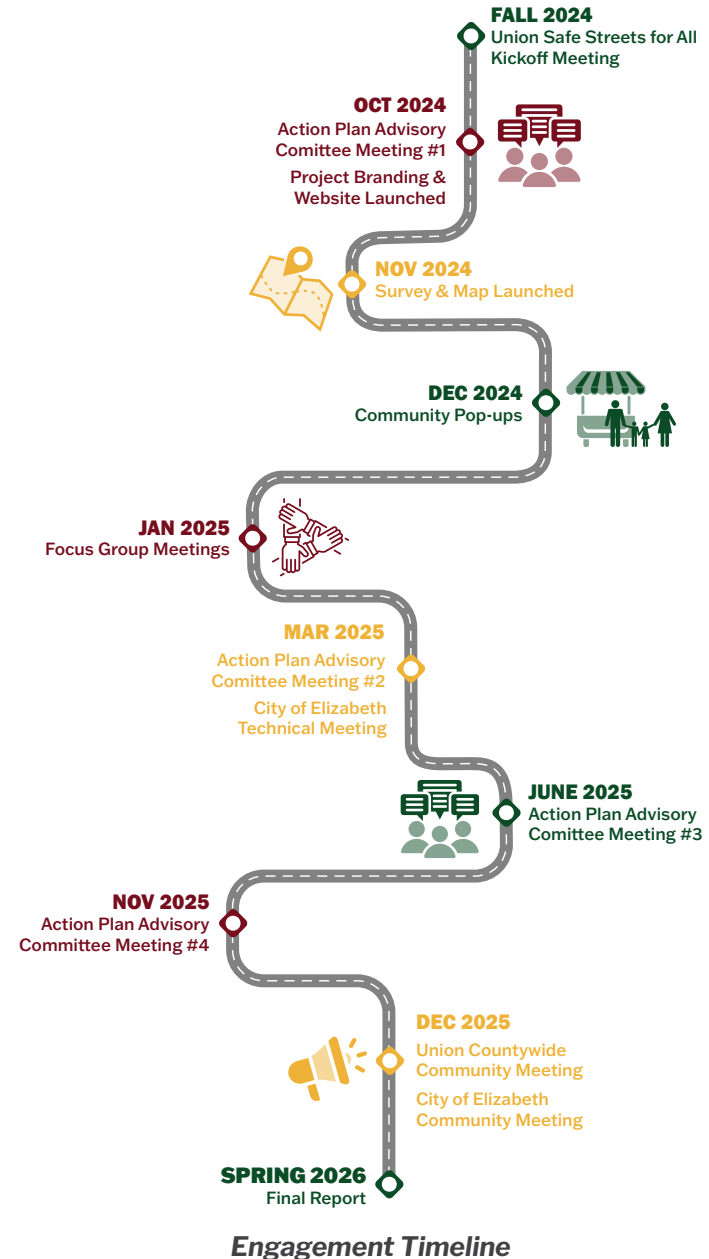 FALL 2024
Union Safe Streets for All
Kickoff Meeting
OCT 2024
Action Plan Advisory
Comittee Meeting #1
Project Branding &
Website Launched
NOV 2024
Survey & Map Launched
DEC 2024
Community Pop-ups
JAN 2025
Focus Group Meetings
MAR 2025
Action Plan Advisory
Comittee Meeting #2
City of Elizabeth
Technical Meeting
JUNE 2025
Action Plan Advisory
Comittee Meeting #3
NOV 2025
Action Plan Advisory
Committee Meeting #4
DEC 2025
Union Countywide
Community Meeting
City of Elizabeth
Community Meeting
SPRING 2026
Final Report
Engagement Timeline